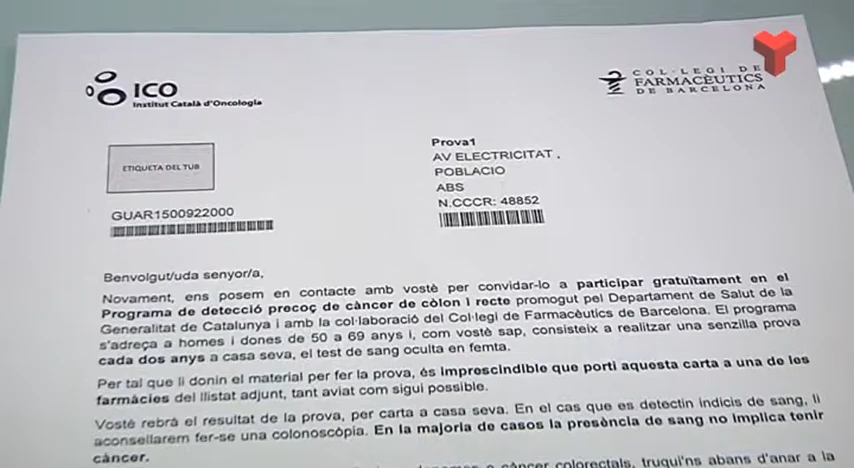 ICO
Institut Català d'Oncologia
COL·LEGI DE
FARMACÈUTICS
DE BARCELONA
ETIQUETA DEL TUB
GUAR1500922000
Prova1
AV ELECTRICITAT ,
POBLACIO
ABS
N.CCCR: 48852
Benvolgut/uda senyor/a,
Novament, ens posem en contacte amb vostè per convidar-lo a participar gratuïtament en el
Programa de detecció precoç de càncer de còlon i recte promogut pel Departament de Salut de la
Generalitat de Catalunya i amb la col·laboració del Col·legi de Farmacèutics de Barcelona. El programa
s'adreça a homes i dones de 50 a 69 anys i, com vostè sap, consisteix a realitzar una senzilla prova
cada dos anys a casa seva, el test de sang oculta en femta.
Per tal que li donin el material per fer la prova, és imprescindible que porti aquesta carta a una de les
farmàcies del llistat adjunt, tant aviat com sigui possible.
Vostè rebrà el resultat de la prova, per carta a casa seva. En el cas que es detectin indicis de sang, li
aconsellarem fer-se una colonoscòpia. En la majoria de casos la presència de sang no implica tenir
càncer.
o càncer colorectals, truqui'ns abans d'anar a la